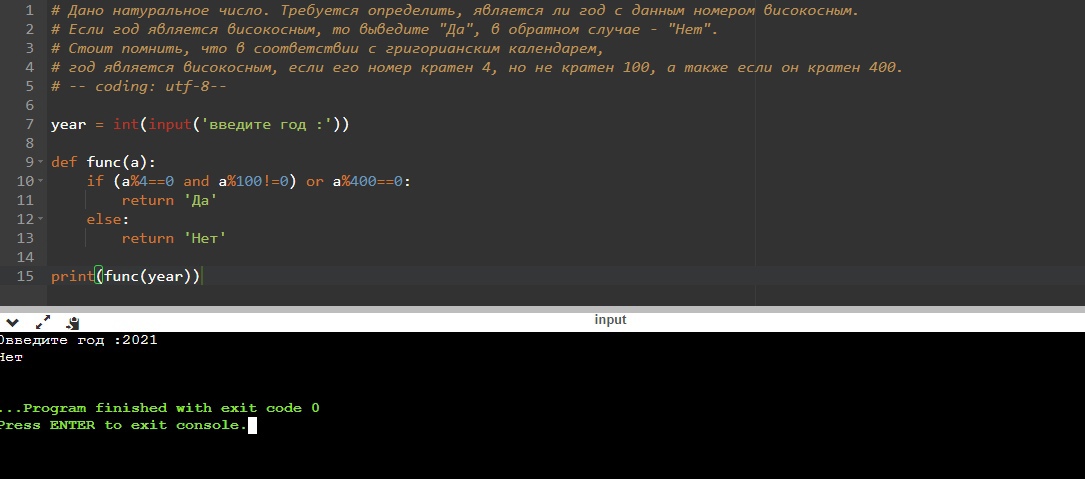 1 # Дано натуральное число. Требуется определить, является ли год с данным номером високосным.
2 # Если год является високосным, то выведите "Да", в обратном случае - "Нет".
3 # Стоит помнить, что в соответствии с григорианским календарем,
4 # год является високосным, если его номер кратен 4, но не кратен 100, а также если он кратен 400.
5 # -- coding: utf-8--
6
7 year = int(input('введите год :'))
8
9 def func(a):
10 if (a%4==0 and a%100!=0) or a%400==0:
11 return 'Да'
12 else:
13 return 'Нет'
14
15 print(func(year))
input
0введите год :2021
Нет
...Program finished with exit code 0
Press ENTER to exit console.